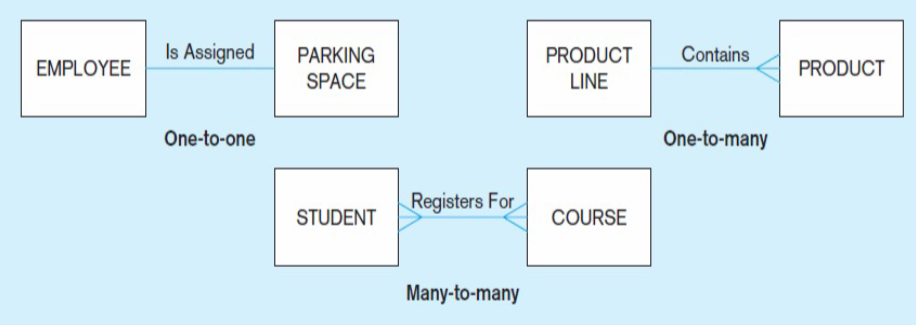 EMPLOYEE
Is Assigned
PARKING
SPACE
One-to-one
PRODUCT
LINE
Contains
PRODUCT
One-to-many
STUDENT
Registers For
COURSE
Many-to-many